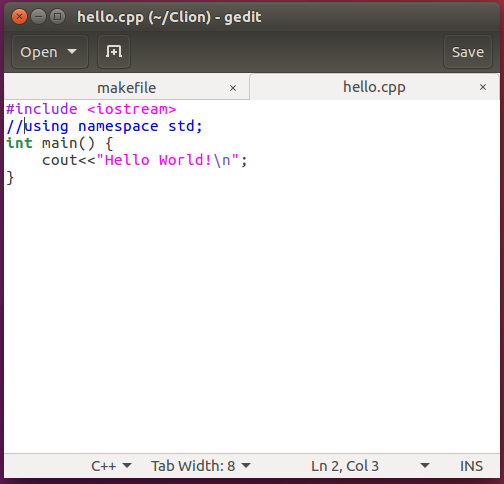 hello.cpp (~/Clion) - gedit
Open Save
makefile × hello.cpp ×
#include <iostream>
//using namespace std;
int main() {
    cout<<"Hello World!\n";
}
C++ Tab Width: 8 Ln 2, Col 3 INS